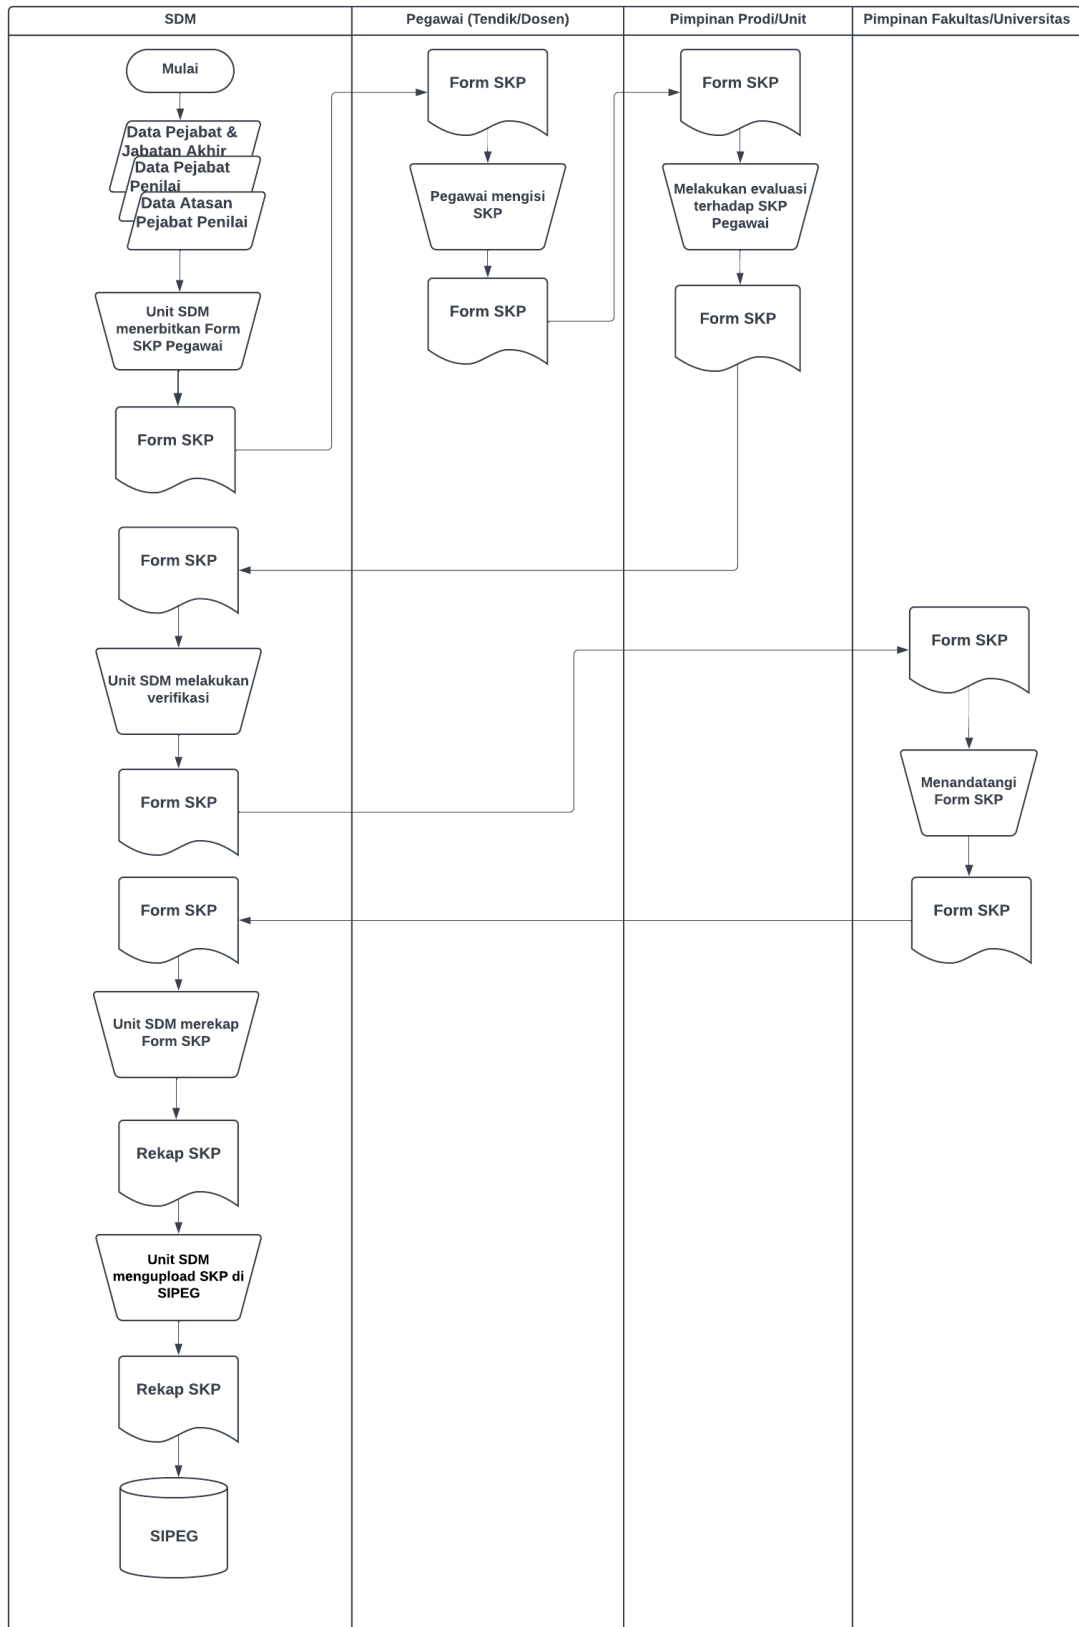 SDM
Pegawai (Tendik/Dosen)
Pimpinan Prodi/Unit
Pimpinan Fakultas/Universitas
Mulai
Data Pejabat &
Jabatan Akhir
Data Pejabat
Penilai
Data Atasan
Pejabat Penilai
Unit SDM
menerbitkan Form
SKP Pegawai
Form SKP
Form SKP
Pegawai mengisi
SKP
Form SKP
Form SKP
Melakukan evaluasi
terhadap SKP
Pegawai
Form SKP
Form SKP
Unit SDM melakukan
verifikasi
Form SKP
Form SKP
Menandatangi
Form SKP
Form SKP
Form SKP
Unit SDM merekap
Form SKP
Rekap SKP
Unit SDM
mengupload SKP di
SIPEG
Rekap SKP
SIPEG